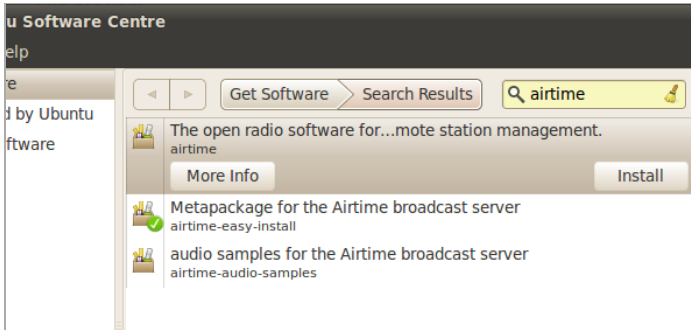 u Software Centre
elp
re
d by Ubuntu
ftware
Get Software
Search Results
airtime
The open radio software for...mote station management.
airtime
More Info
Install
Metapackage for the Airtime broadcast server
airtime-easy-install
audio samples for the Airtime broadcast server
airtime-audio-samples